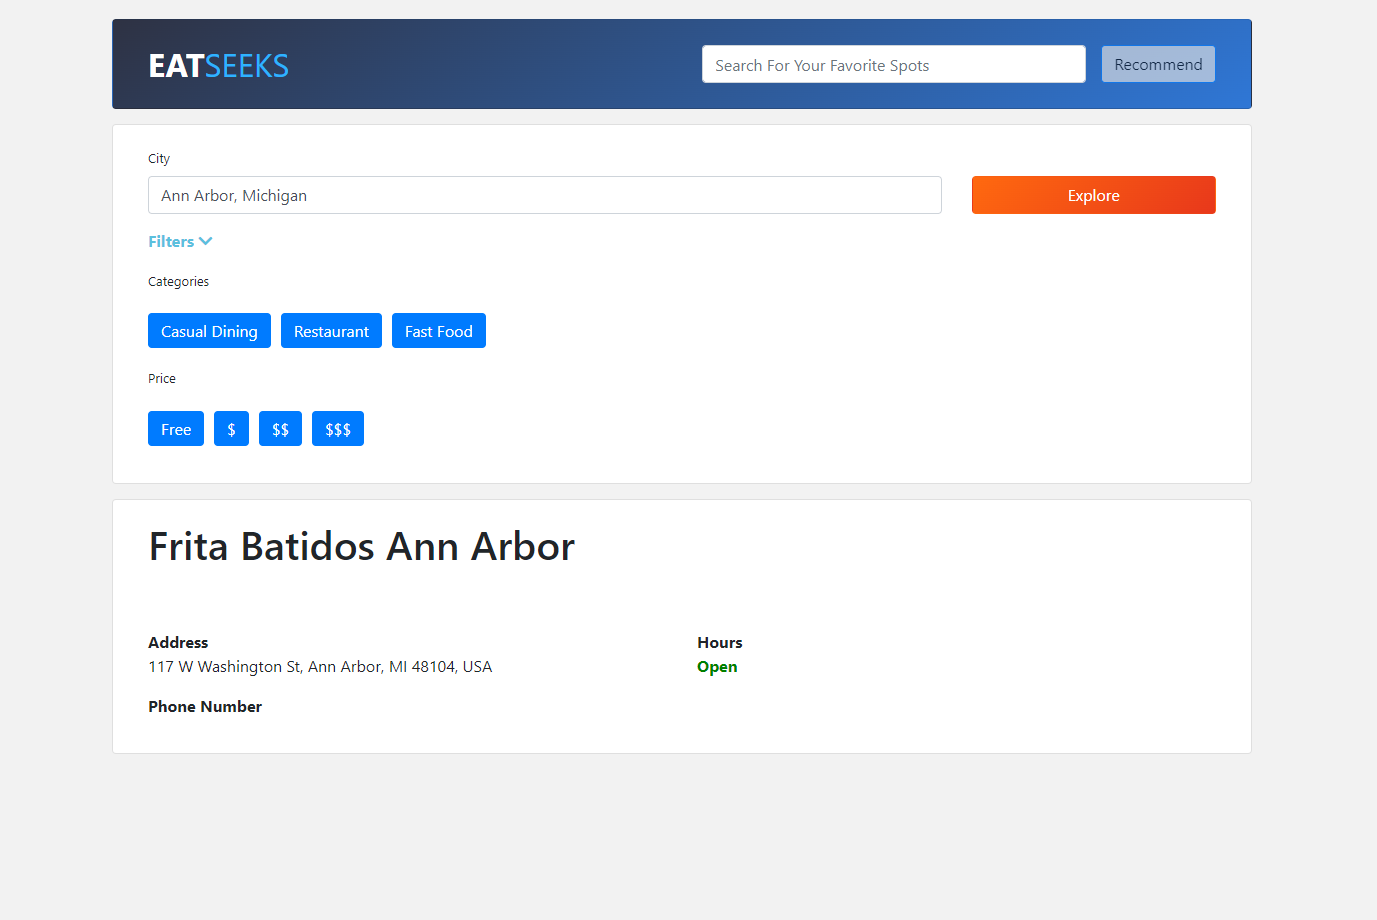 EATSEEKS
Search For Your Favorite Spots
Recommend
City
Ann Arbor, Michigan
Explore
Filters
Categories
Casual Dining
Restaurant
Fast Food
Price
Free
$
$$
$$$
Frita Batidos Ann Arbor
Address
117 W Washington St, Ann Arbor, MI 48104, USA
Phone Number
Hours
Open